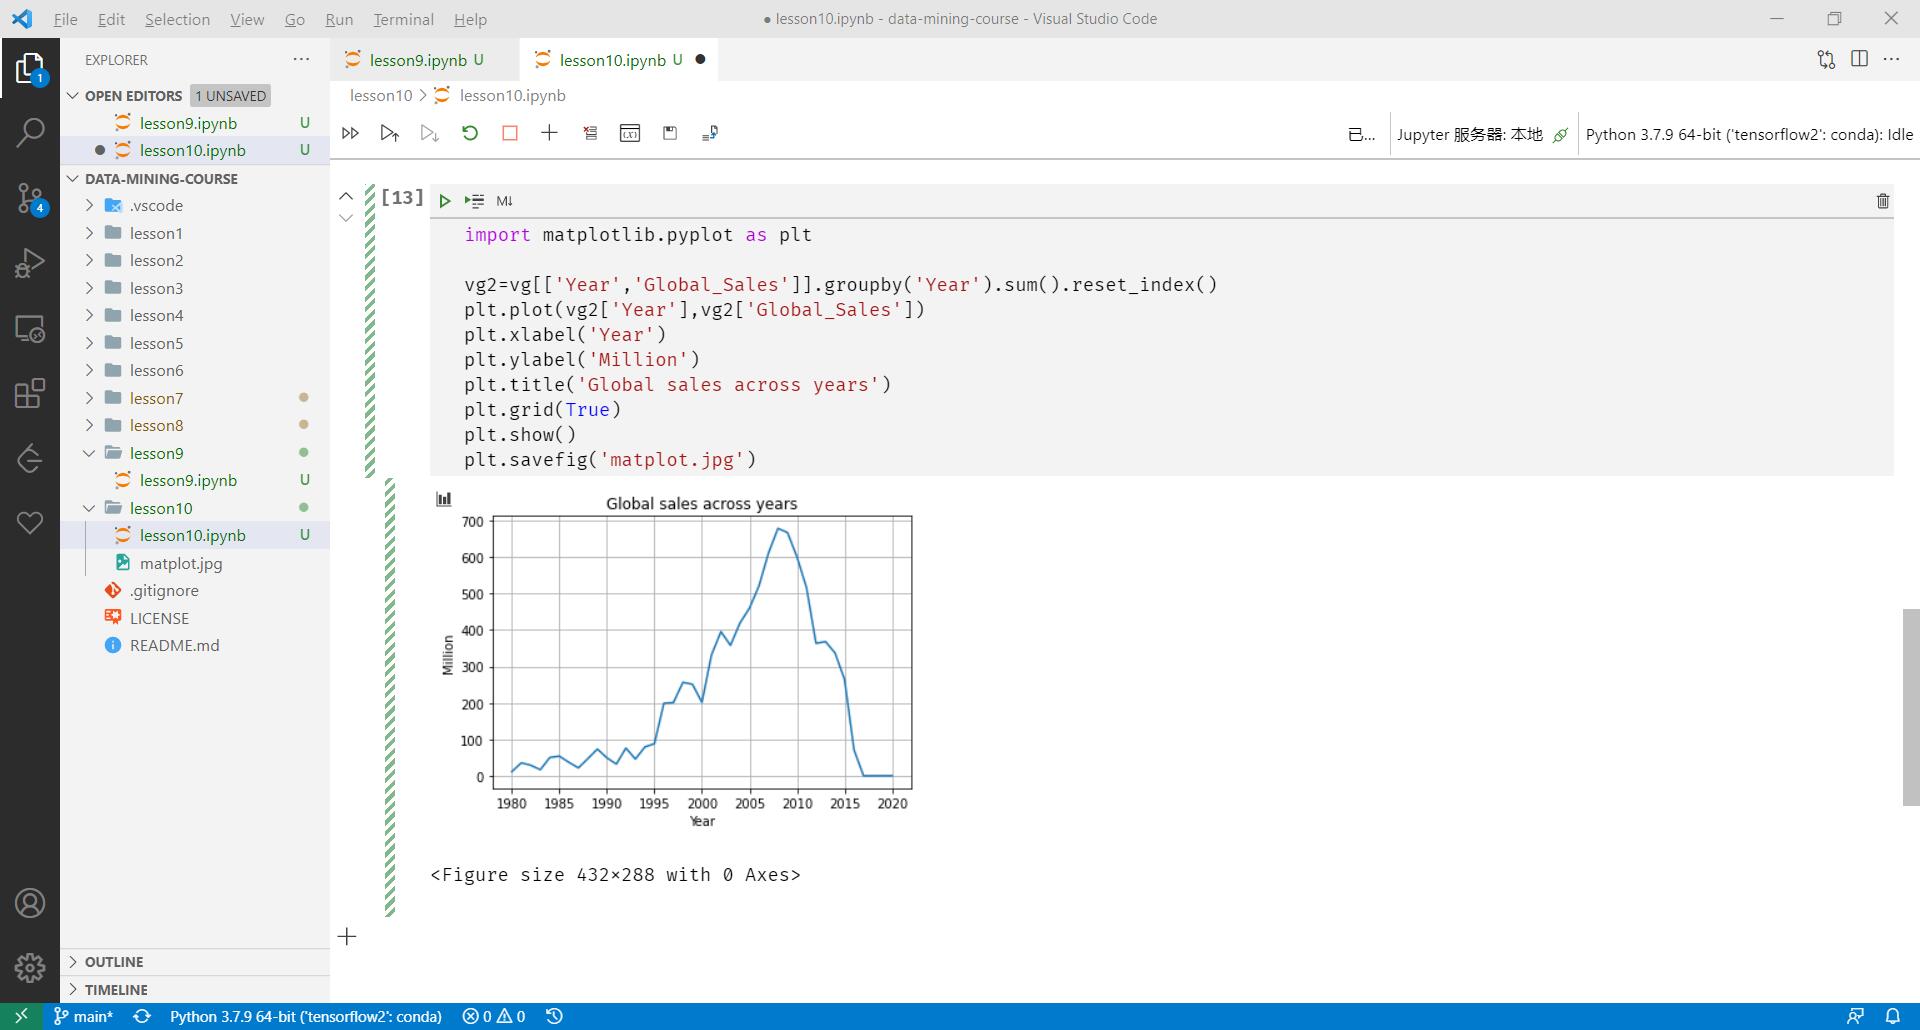 File Edit Selection View Go Run Terminal Help
● lesson10.ipynb - data-mining-course - Visual Studio Code
EXPLORER
OPEN EDITORS 1 UNSAVED
lesson9.ipynb U
lesson10.ipynb U
DATA-MINING-COURSE
.vscode
lesson1
lesson2
lesson3
lesson4
lesson5
lesson6
lesson7
lesson8
lesson9
lesson9.ipynb U
lesson10
lesson10.ipynb U
matplot.jpg
.gitignore
LICENSE
README.md
OUTLINE
TIMELINE
1
4
lesson9.ipynb U
lesson10.ipynb U ●
lesson10 > lesson10.ipynb
已...
Jupyter 服务器: 本地
Python 3.7.9 64-bit ('tensorflow2': conda): Idle
[13]
M↓
import matplotlib.pyplot as plt
vg2=vg[['Year','Global_Sales']].groupby('Year').sum().reset_index()
plt.plot(vg2['Year'],vg2['Global_Sales'])
plt.xlabel('Year')
plt.ylabel('Million')
plt.title('Global sales across years')
plt.grid(True)
plt.show()
plt.savefig('matplot.jpg')
Global sales across years
700
600
500
400
300
200
100
0
Million
1980 1985 1990 1995 2000 2005 2010 2015 2020
Year
<Figure size 432×288 with 0 Axes>
main* Python 3.7.9 64-bit ('tensorflow2': conda) 0 0